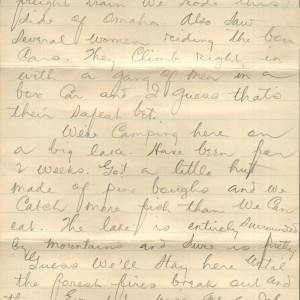 freight train we rode this
side of Omaha. Also saw
several women riding the box
cars. They climb right in
with a gang of men in a
box car and I guess that's
their safest bet.
Were Camping here on
a big lake. Have been for
2 weeks. Got a little hut
made of pine boughs and we
Catch more fish than We Can
eat. The lake is entirely surrounded
by mountains and sure is pretty.
Guess We'll Stay here until
the forest fires break out and